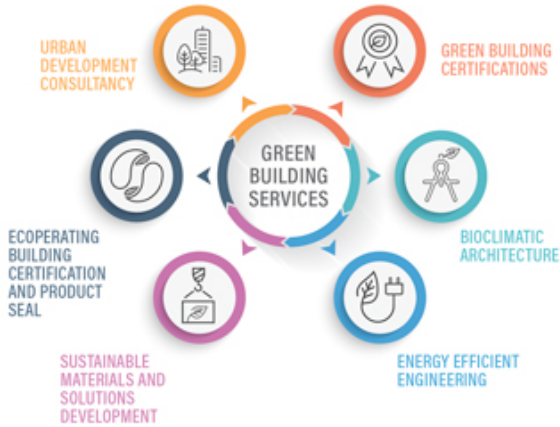 URBAN
DEVELOPMENT
CONSULTANCY
GREEN BUILDING
CERTIFICATIONS
GREEN
BUILDING
SERVICES
ECOPERATING
BUILDING
CERTIFICATION
AND PRODUCT
SEAL
BIOCLIMATIC
ARCHITECTURE
SUSTAINABLE
MATERIALS AND
SOLUTIONS
DEVELOPMENT
ENERGY EFFICIENT
ENGINEERING